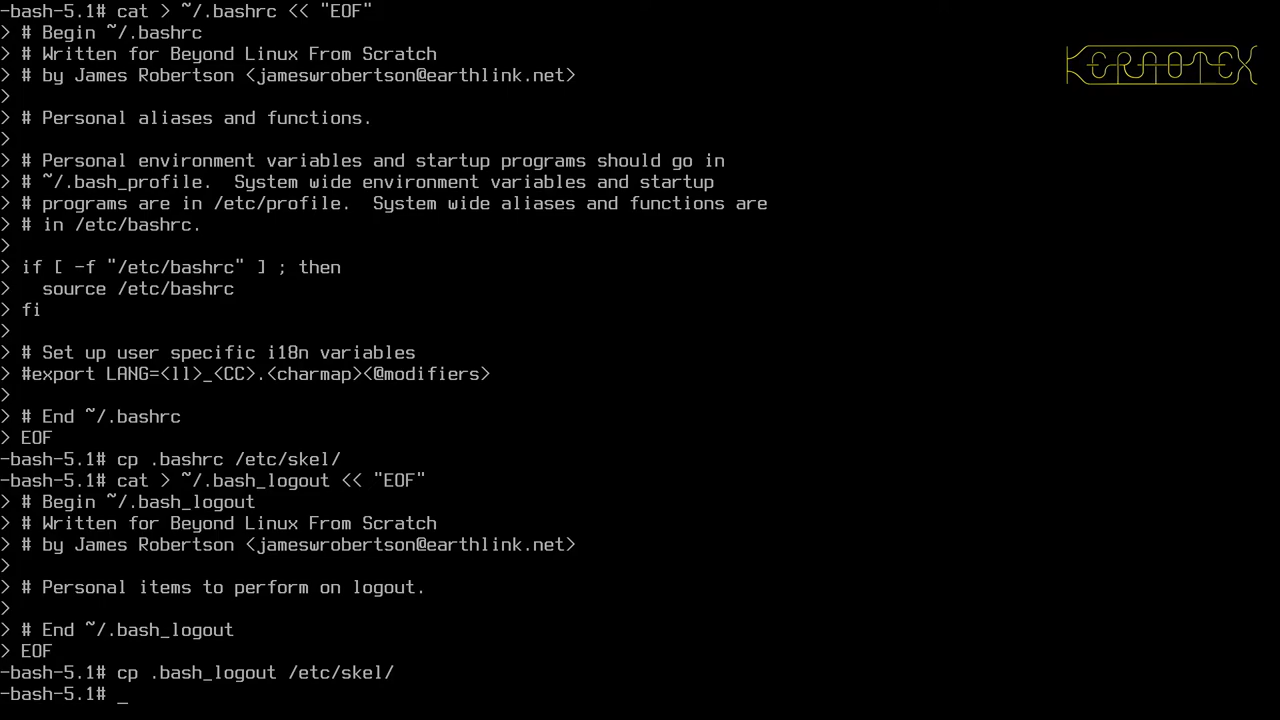 -bash-5.1# cat > ~/.bashrc << "EOF"
> # Begin ~/.bashrc
> # Written for Beyond Linux From Scratch
> # by James Robertson <jameswrobertson@earthlink.net>
>
> # Personal aliases and functions.
>
> # Personal environment variables and startup programs should go in
> # ~/.bash_profile.  System wide environment variables and startup
> # programs are in /etc/profile.  System wide aliases and functions are
> # in /etc/bashrc.
>
> if [ -f "/etc/bashrc" ] ; then
>   source /etc/bashrc
> fi
>
> # Set up user specific i18n variables
> #export LANG=<ll>_<CC>.<charmap><@modifiers>
>
> # End ~/.bashrc
> EOF
-bash-5.1# cp .bashrc /etc/skel/
-bash-5.1# cat > ~/.bash_logout << "EOF"
> # Begin ~/.bash_logout
> # Written for Beyond Linux From Scratch
> # by James Robertson <jameswrobertson@earthlink.net>
>
> # Personal items to perform on logout.
>
> # End ~/.bash_logout
> EOF
-bash-5.1# cp .bash_logout /etc/skel/
-bash-5.1# _
KERNOTEX